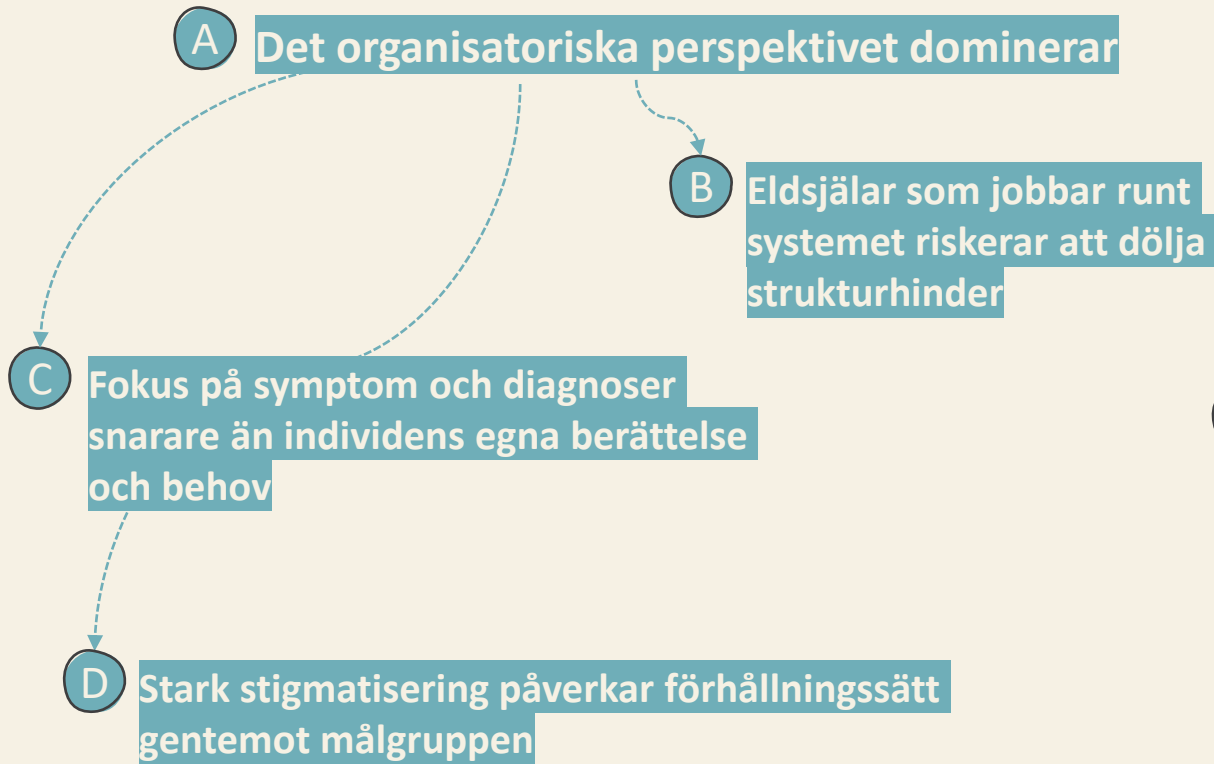 A
Det organisatoriska perspektivet dominerar
B
Eldsjälar som jobbar runt
systemet riskerar att dölja
strukturhinder
C
Fokus på symptom och diagnoser
snarare än individens egna berättelse
och behov
D
Stark stigmatisering påverkar förhållningssätt
gentemot målgruppen